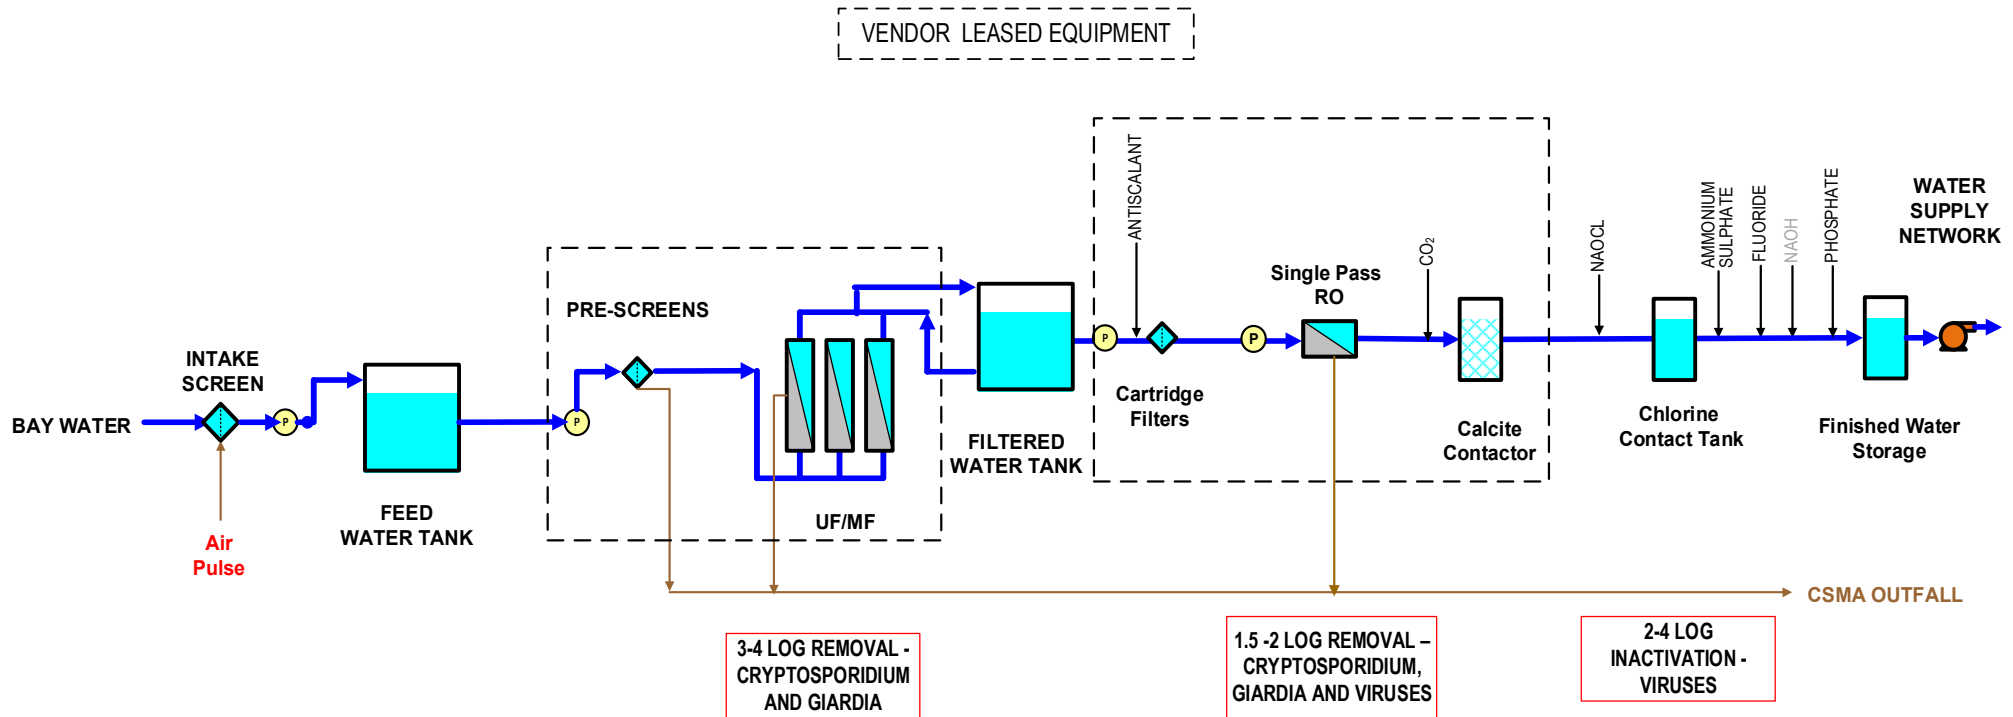 VENDOR LEASED EQUIPMENT
BAY WATER
INTAKE
SCREEN
Air
Pulse
P
FEED
WATER TANK
P
PRE-SCREENS
UF/MF
FILTERED
WATER TANK
P
ANTISCALANT
Cartridge
Filters
P
Single Pass
RO
CO₂
Calcite
Contactor
NAOCL
Chlorine
Contact Tank
AMMONIUM
SULPHATE
FLUORIDE
NAOH
PHOSPHATE
Finished Water
Storage
WATER
SUPPLY
NETWORK
CSMA OUTFALL
3-4 LOG REMOVAL -
CRYPTOSPORIDIUM
AND GIARDIA
1.5 -2 LOG REMOVAL –
CRYPTOSPORIDIUM,
GIARDIA AND VIRUSES
2-4 LOG
INACTIVATION -
VIRUSES